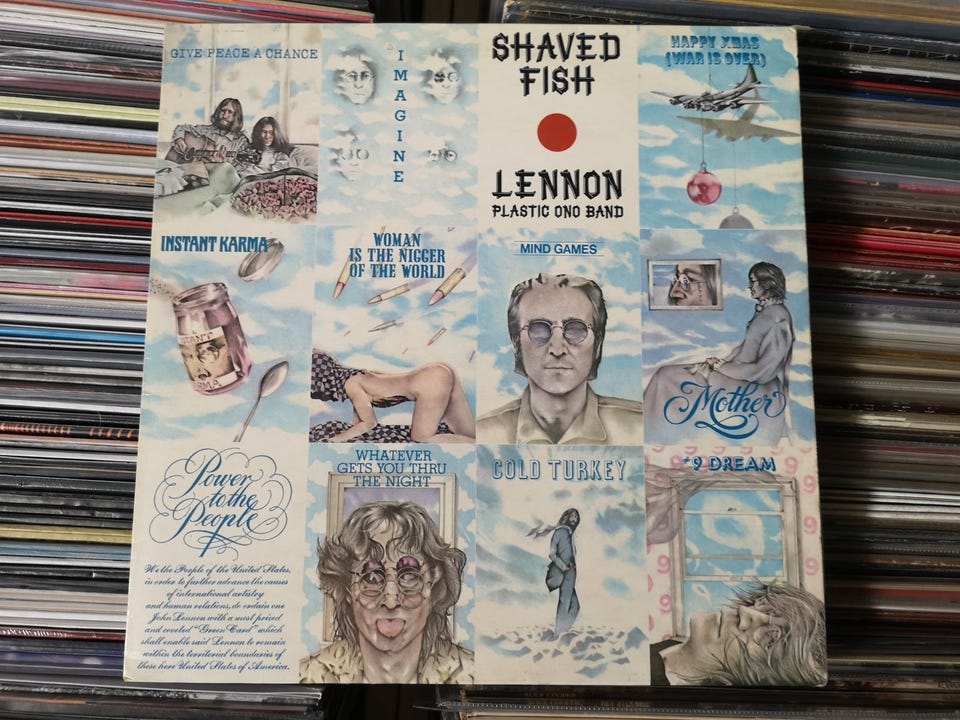 GIVE PEACE A CHANCE
IMAGINE
SHAVED
FISH
LENNON
PLASTIC ONO BAND
HAPPY XMAS
(WAR IS OVER)
INSTANT KARMA
WOMAN
IS THE NIGGER
OF THE WORLD
MIND GAMES
Mother
Power
to the
People
We the People of the United States,
in order to further advance the causes
of international artistry
and human relations, do ordain one
John Lennon with a most prized
and coveted "Green Card" which
shall enable said Lennon to remain
within the territorial boundaries of
these here United States of America.
WHATEVER
GETS YOU THRU
THE NIGHT
COLD TURKEY
#9 DREAM